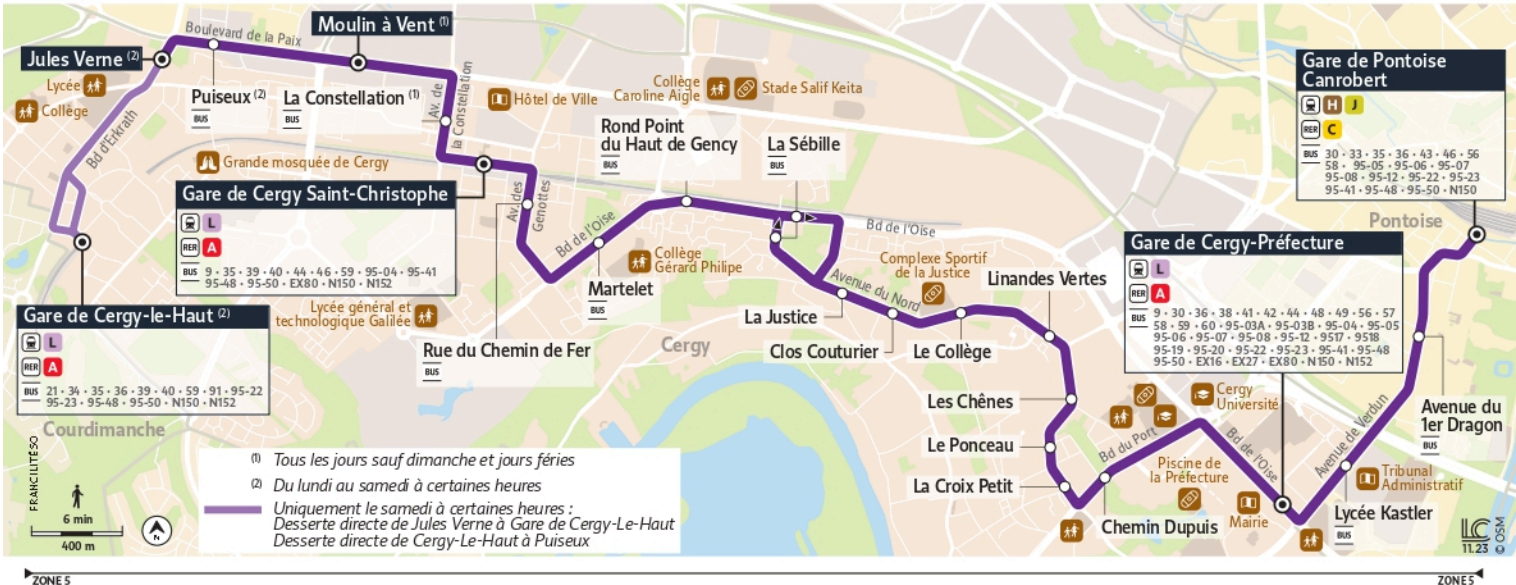 Moulin à Vent (1)
Boulevard de la Paix
Jules Verne (2)
Lycée
Collège
Puiseux (2)
BUS
La Constellation (1)
BUS
Av. de
la Constellation
Hôtel de Ville
Collège
Caroline Aigle
Stade Salif Keita
Gare de Pontoise
Canrobert
H J
RER C
BUS 30 • 33 • 35 • 36 • 43 • 46 • 56
58 • 95-05 • 95-06 • 95-07
95-08 • 95-12 • 95-22 • 95-23
95-41 • 95-48 • 95-50 • N150
Pontoise
Bd d'Erkrath
Grande mosquée de Cergy
Rond Point
du Haut de Gency
BUS
La Sébille
BUS
Gare de Cergy Saint-Christophe
L
RER A
BUS 9 • 35 • 39 • 40 • 44 • 46 • 59 • 95-04 • 95-41
95-48 • 95-50 • EX80 • N150 • N152
Av. des
Genottes
Bd de l'Oise
Bd de l'Oise
Collège
Gérard Philipe
Martelet
BUS
Complexe Sportif
de la Justice
Avenue du Nord
Linandes Vertes
Gare de Cergy-Préfecture
L
RER A
BUS 9 • 30 • 36 • 38 • 41 • 42 • 44 • 48 • 49 • 56 • 57
58 • 59 • 60 • 95-03A • 95-03B • 95-04 • 95-05
95-06 • 95-07 • 95-08 • 95-12 • 9517 • 9518
95-19 • 95-20 • 95-22 • 95-23 • 95-41 • 95-48
95-50 • EX16 • EX27 • EX80 • N150 • N152
Gare de Cergy-le-Haut (2)
L
RER A
BUS 21 • 34 • 35 • 36 • 39 • 40 • 59 • 91 • 95-22
95-23 • 95-48 • 95-50 • N150 • N152
Lycée général et
technologique Galilée
Rue du Chemin de Fer
BUS
Cergy
La Justice
Clos Couturier
Le Collège
Les Chênes
Le Ponceau
La Croix Petit
Chemin Dupuis
Bd du Port
Cergy
Université
Bd de l'Oise
Piscine de
la Préfecture
Mairie
Avenue de Verdun
Avenue du
1er Dragon
BUS
Tribunal
Administratif
Lycée Kastler
BUS
Courdimanche
FRANCILITÉ SO
6 min
400 m
N
(1) Tous les jours sauf dimanche et jours féries
(2) Du lundi au samedi à certaines heures
Uniquement le samedi à certaines heures :
Desserte directe de Jules Verne à Gare de Cergy-Le-Haut
Desserte directe de Cergy-Le-Haut à Puiseux
LC
11.23
© OSM
ZONE 5
ZONE 5